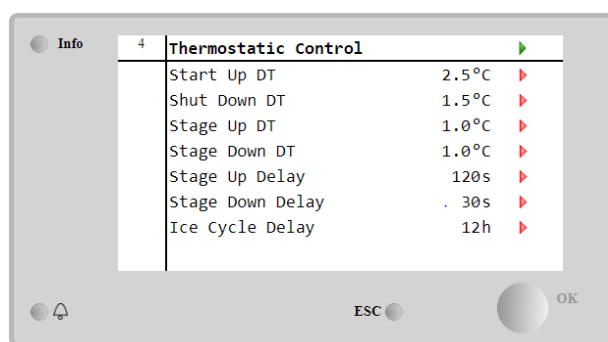 Info
4 Thermostatic Control
Start Up DT 2.5°C
Shut Down DT 1.5°C
Stage Up DT 1.0°C
Stage Down DT 1.0°C
Stage Up Delay 120s
Stage Down Delay . 30s
Ice Cycle Delay 12h
ESC OK